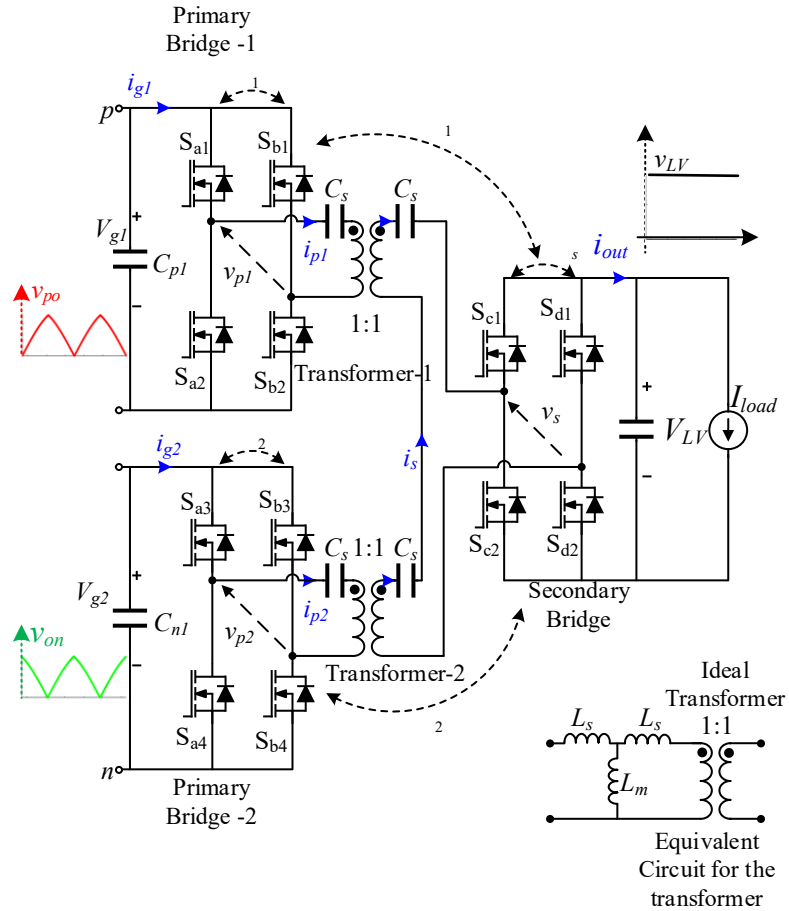 Primary
Bridge -1
i_g1
1
p
S_a1
S_b1
1
v_LV
C_s
C_s
V_g1
+
C_p1
−
i_p1
v_p1
s
i_out
v_po
1:1
S_c1
S_d1
S_a2
S_b2
Transformer-1
+
v_s
V_LV
I_load
−
i_g2
2
i_s
S_a3
S_b3
1:1
C_s
C_s
S_c2
S_d2
V_g2
+
C_n1
−
i_p2
v_p2
Secondary
Bridge
v_on
Transformer-2
2
S_a4
S_b4
n
Primary
Bridge -2
Ideal
Transformer
1:1
L_s
L_s
L_m
Equivalent
Circuit for the
transformer